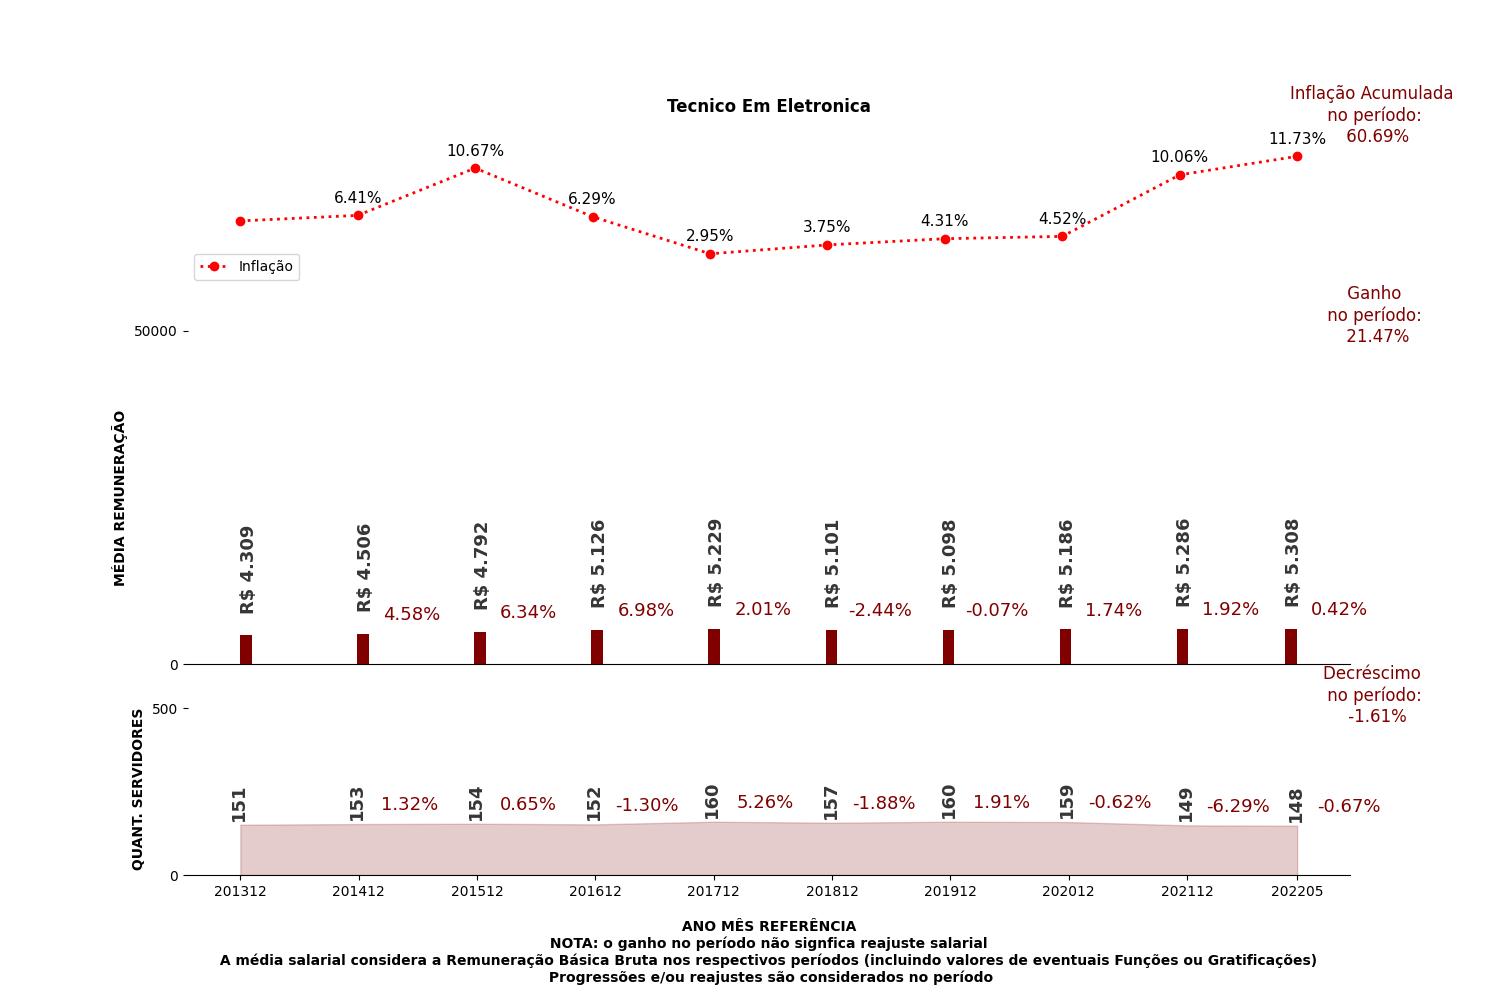 Tecnico Em Eletronica
Inflação Acumulada
no período:
60.69%
6.41%
10.67%
6.29%
2.95%
3.75%
4.31%
4.52%
10.06%
11.73%
Inflação
Ganho
no período:
21.47%
50000
0
MÉDIA REMUNERAÇÃO
R$ 4.309
R$ 4.506
R$ 4.792
R$ 5.126
R$ 5.229
R$ 5.101
R$ 5.098
R$ 5.186
R$ 5.286
R$ 5.308
4.58%
6.34%
6.98%
2.01%
-2.44%
-0.07%
1.74%
1.92%
0.42%
Decréscimo
no período:
-1.61%
500
0
QUANT. SERVIDORES
151
153
154
152
160
157
160
159
149
148
1.32%
0.65%
-1.30%
5.26%
-1.88%
1.91%
-0.62%
-6.29%
-0.67%
201312
201412
201512
201612
201712
201812
201912
202012
202112
202205
ANO MÊS REFERÊNCIA
NOTA: o ganho no período não signfica reajuste salarial
A média salarial considera a Remuneração Básica Bruta nos respectivos períodos (incluindo valores de eventuais Funções ou Gratificações)
Progressões e/ou reajustes são considerados no período